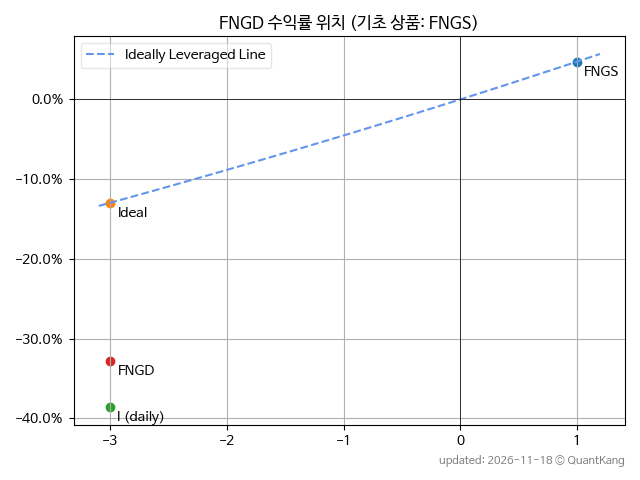 FNGD 수익률 위치 (기초 상품: FNGS)
Ideally Leveraged Line
FNGS
0.0%
−10.0%
Ideal
−20.0%
−30.0%
FNGD
I (daily)
−40.0%
−3 −2 −1 0 1
updated: 2026-11-18 © QuantKang